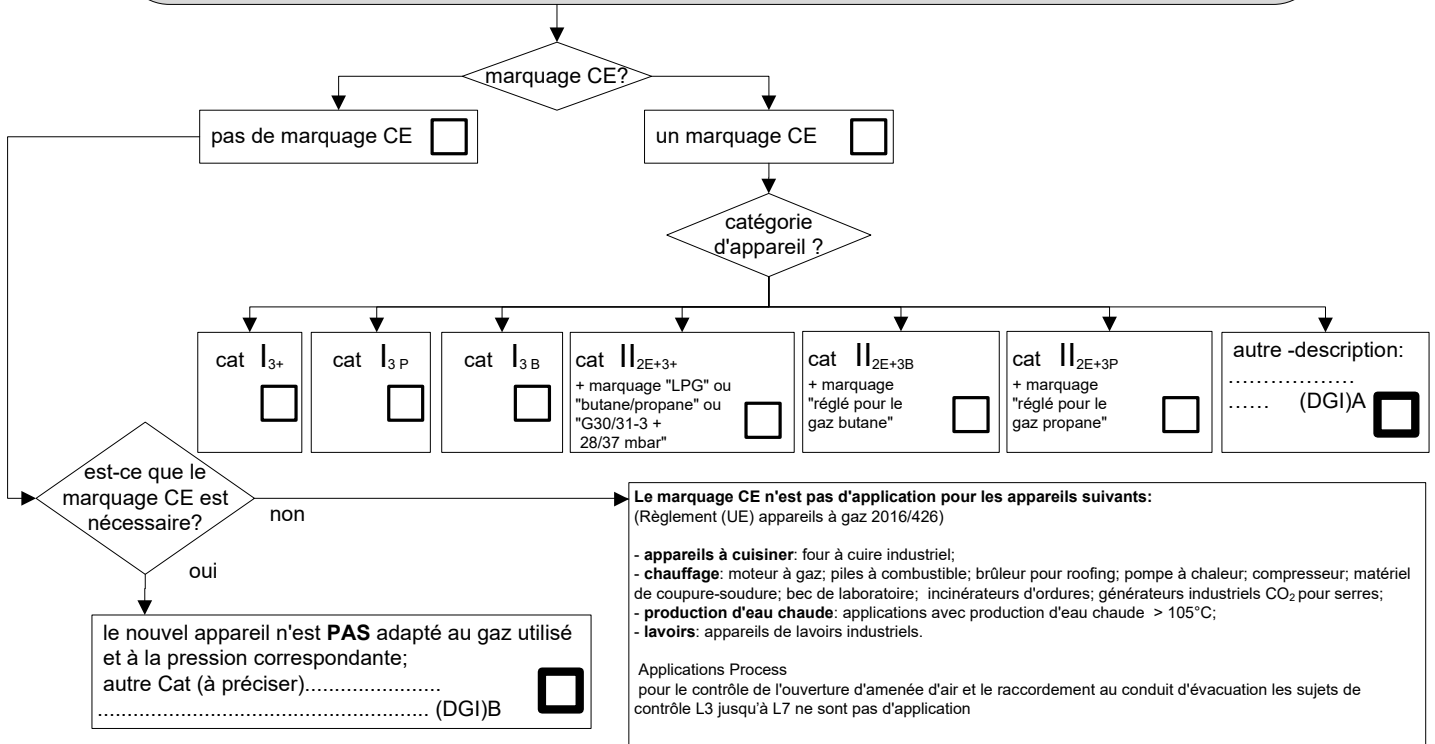 marquage CE?
pas de marquage CE
un marquage CE
catégorie
d'appareil ?
cat I3+
cat I3 P
cat I3 B
cat II2E+3+
+ marquage "LPG" ou
"butane/propane" ou
"G30/31-3 +
28/37 mbar"
cat II2E+3B
+ marquage
"réglé pour le
gaz butane"
cat II2E+3P
+ marquage
"réglé pour le
gaz propane"
autre -description:
..................
...... (DGI)A
est-ce que le
marquage CE est
nécessaire?
non
oui
le nouvel appareil n'est PAS adapté au gaz utilisé
et à la pression correspondante;
autre Cat (à préciser).......................
........................................................ (DGI)B
Le marquage CE n'est pas d'application pour les appareils suivants:
(Règlement (UE) appareils à gaz 2016/426)
- appareils à cuisiner: four à cuire industriel;
- chauffage: moteur à gaz; piles à combustible; brûleur pour roofing; pompe à chaleur; compresseur; matériel
de coupure-soudure; bec de laboratoire; incinérateurs d'ordures; générateurs industriels CO2 pour serres;
- production d'eau chaude: applications avec production d'eau chaude > 105°C;
- lavoirs: appareils de lavoirs industriels.
Applications Process
pour le contrôle de l'ouverture d'amenée d'air et le raccordement au conduit d'évacuation les sujets de
contrôle L3 jusqu'à L7 ne sont pas d'application